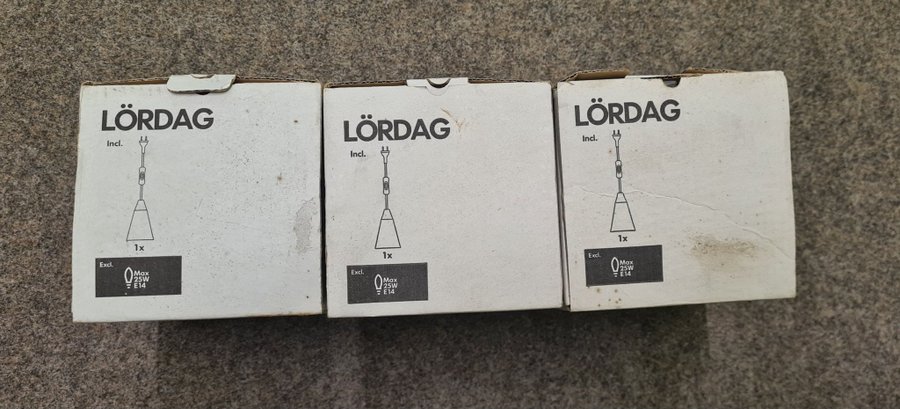 LÖRDAG
Incl.
1x
Excl.
Max
25W
E14
LÖRDAG
Incl.
1x
Excl.
Max
25W
E14
LÖRDAG
Incl.
1x
Excl.
Max
25W
E14